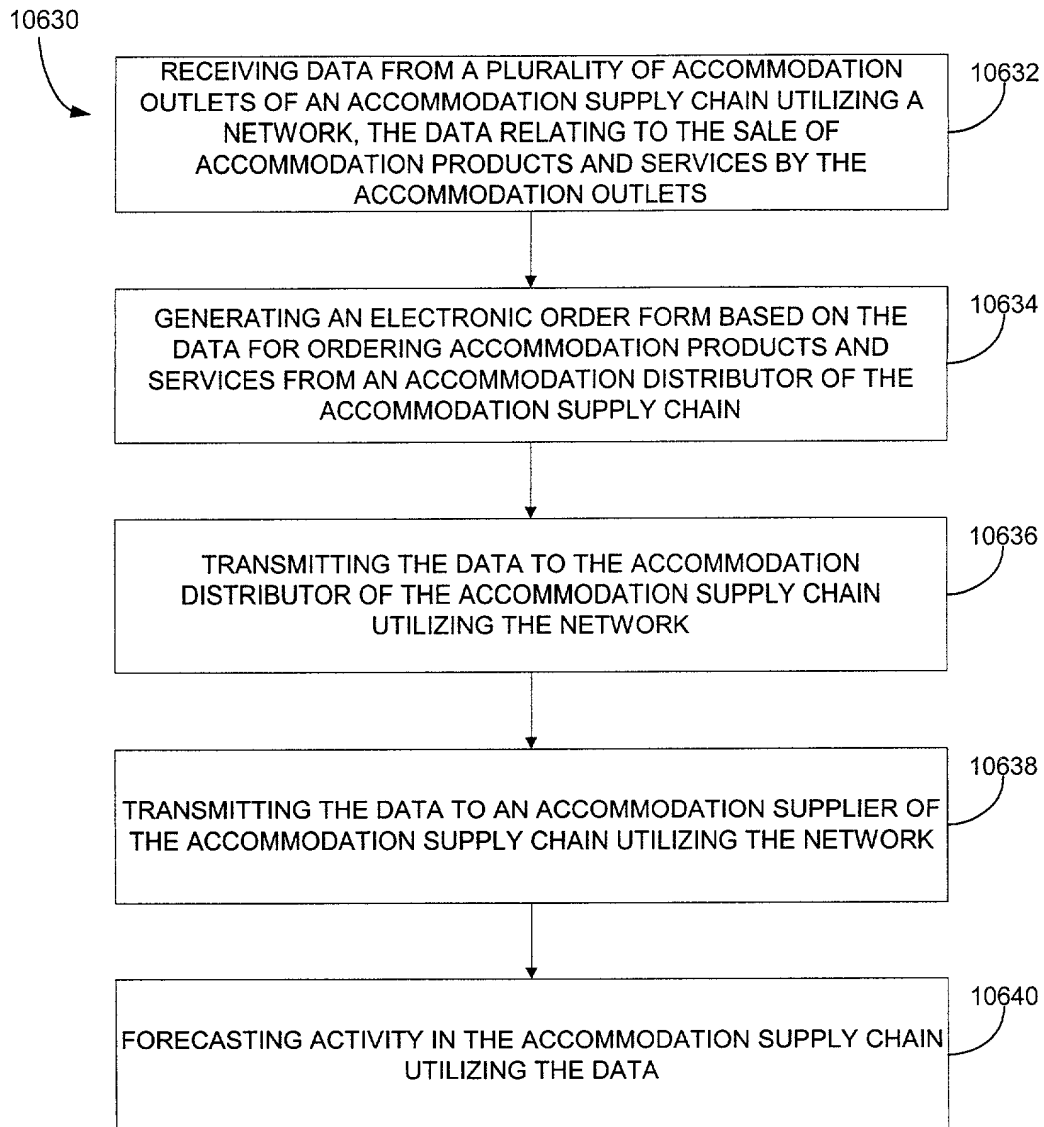 10630
RECEIVING DATA FROM A PLURALITY OF ACCOMMODATION
OUTLETS OF AN ACCOMMODATION SUPPLY CHAIN UTILIZING A
NETWORK, THE DATA RELATING TO THE SALE OF
ACCOMMODATION PRODUCTS AND SERVICES BY THE
ACCOMMODATION OUTLETS
10632
GENERATING AN ELECTRONIC ORDER FORM BASED ON THE
DATA FOR ORDERING ACCOMMODATION PRODUCTS AND
SERVICES FROM AN ACCOMMODATION DISTRIBUTOR OF THE
ACCOMMODATION SUPPLY CHAIN
10634
TRANSMITTING THE DATA TO THE ACCOMMODATION
DISTRIBUTOR OF THE ACCOMMODATION SUPPLY CHAIN
UTILIZING THE NETWORK
10636
TRANSMITTING THE DATA TO AN ACCOMMODATION SUPPLIER OF
THE ACCOMMODATION SUPPLY CHAIN UTILIZING THE NETWORK
10638
FORECASTING ACTIVITY IN THE ACCOMMODATION SUPPLY CHAIN
UTILIZING THE DATA
10640